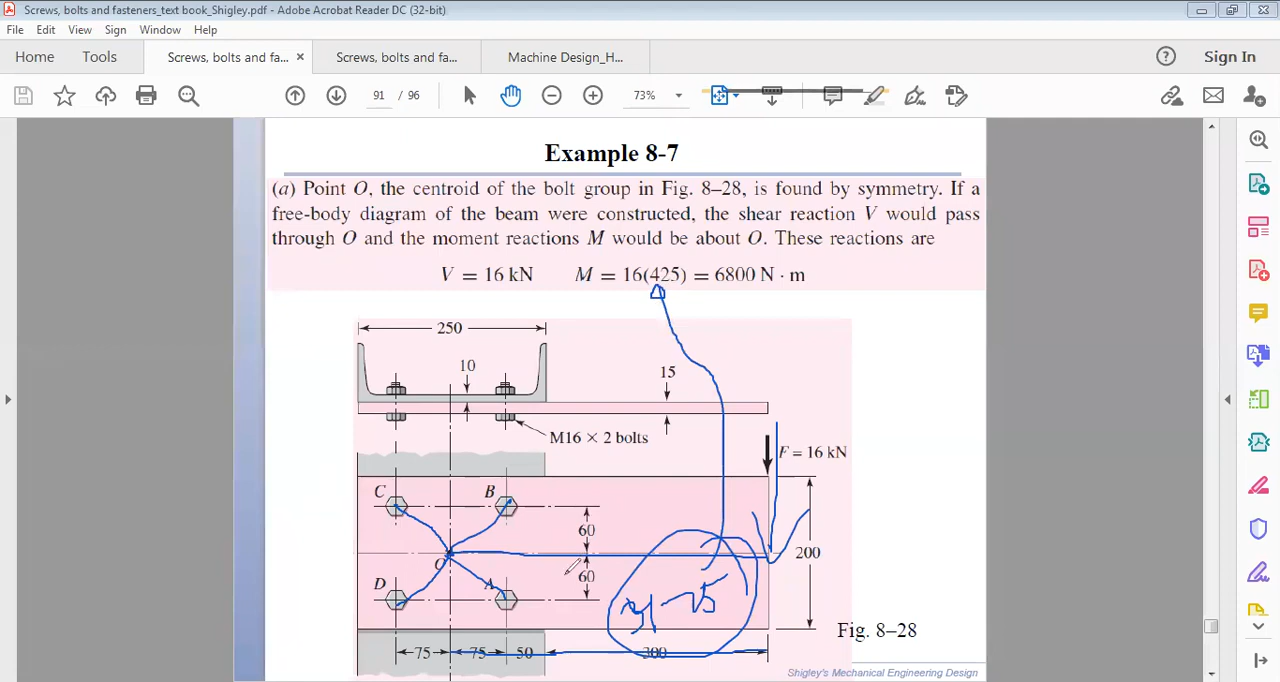 Screws, bolts and fasteners_text book_Shigley.pdf - Adobe Acrobat Reader DC (32-bit)
File Edit View Sign Window Help
Home Tools Screws, bolts and fa... × Screws, bolts and fa... Machine Design_H... Sign In
91 / 96 73%
Example 8-7
(a) Point O, the centroid of the bolt group in Fig. 8–28, is found by symmetry. If a
free-body diagram of the beam were constructed, the shear reaction V would pass
through O and the moment reactions M would be about O. These reactions are
V = 16 kN M = 16(425) = 6800 N · m
250
10
15
M16 × 2 bolts
F = 16 kN
C B
60
O
200
D A
60
Fig. 8–28
75 75 50 300
Shigley's Mechanical Engineering Design